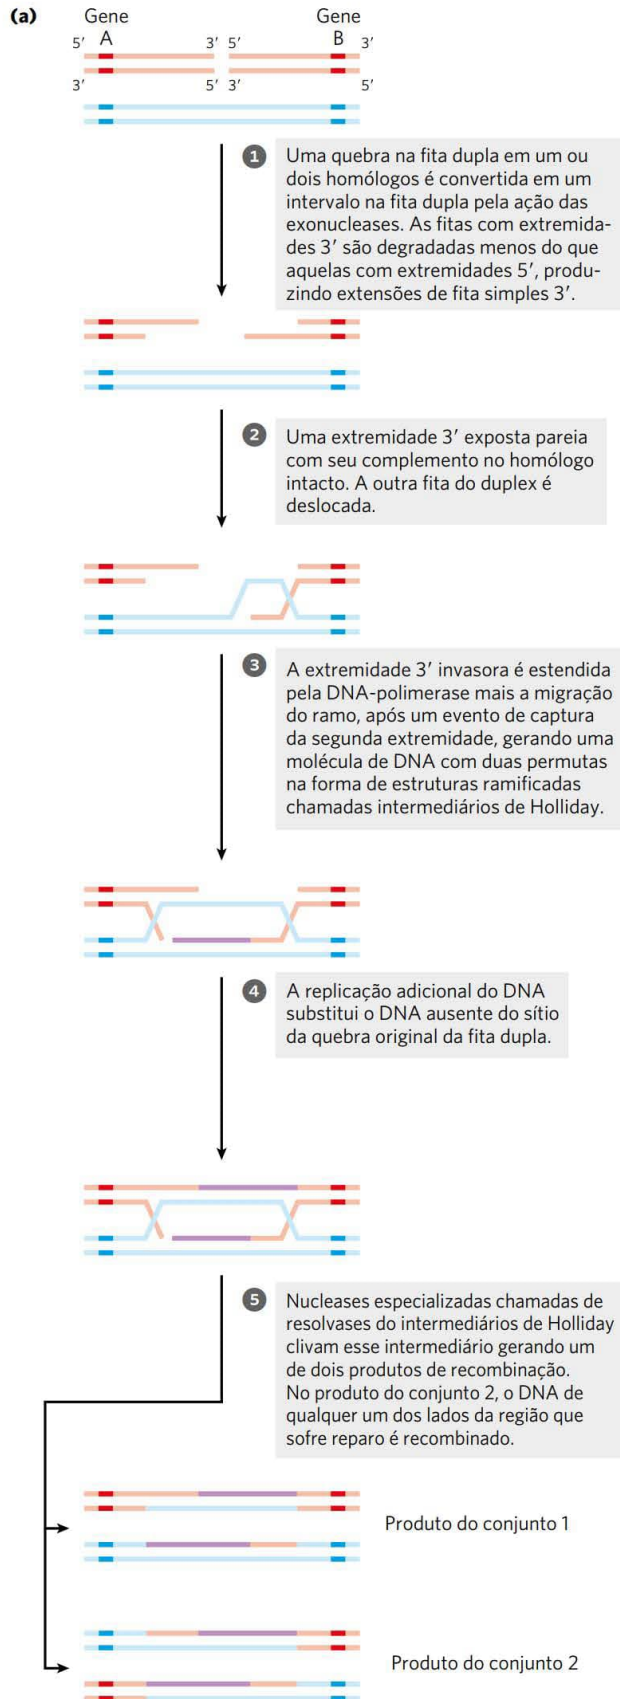 (a)
Gene Gene
A B
5′ 3′ 5′ 3′
3′ 5′ 3′ 5′
1 Uma quebra na fita dupla em um ou
dois homólogos é convertida em um
intervalo na fita dupla pela ação das
exonucleases. As fitas com extremida-
des 3′ são degradadas menos do que
aquelas com extremidades 5′, produ-
zindo extensões de fita simples 3′.
2 Uma extremidade 3′ exposta pareia
com seu complemento no homólogo
intacto. A outra fita do duplex é
deslocada.
3 A extremidade 3′ invasora é estendida
pela DNA-polimerase mais a migração
do ramo, após um evento de captura
da segunda extremidade, gerando uma
molécula de DNA com duas permutas
na forma de estruturas ramificadas
chamadas intermediários de Holliday.
4 A replicação adicional do DNA
substitui o DNA ausente do sítio
da quebra original da fita dupla.
5 Nucleases especializadas chamadas de
resolvases do intermediários de Holliday
clivam esse intermediário gerando um
de dois produtos de recombinação.
No produto do conjunto 2, o DNA de
qualquer um dos lados da região que
sofre reparo é recombinado.
Produto do conjunto 1
Produto do conjunto 2